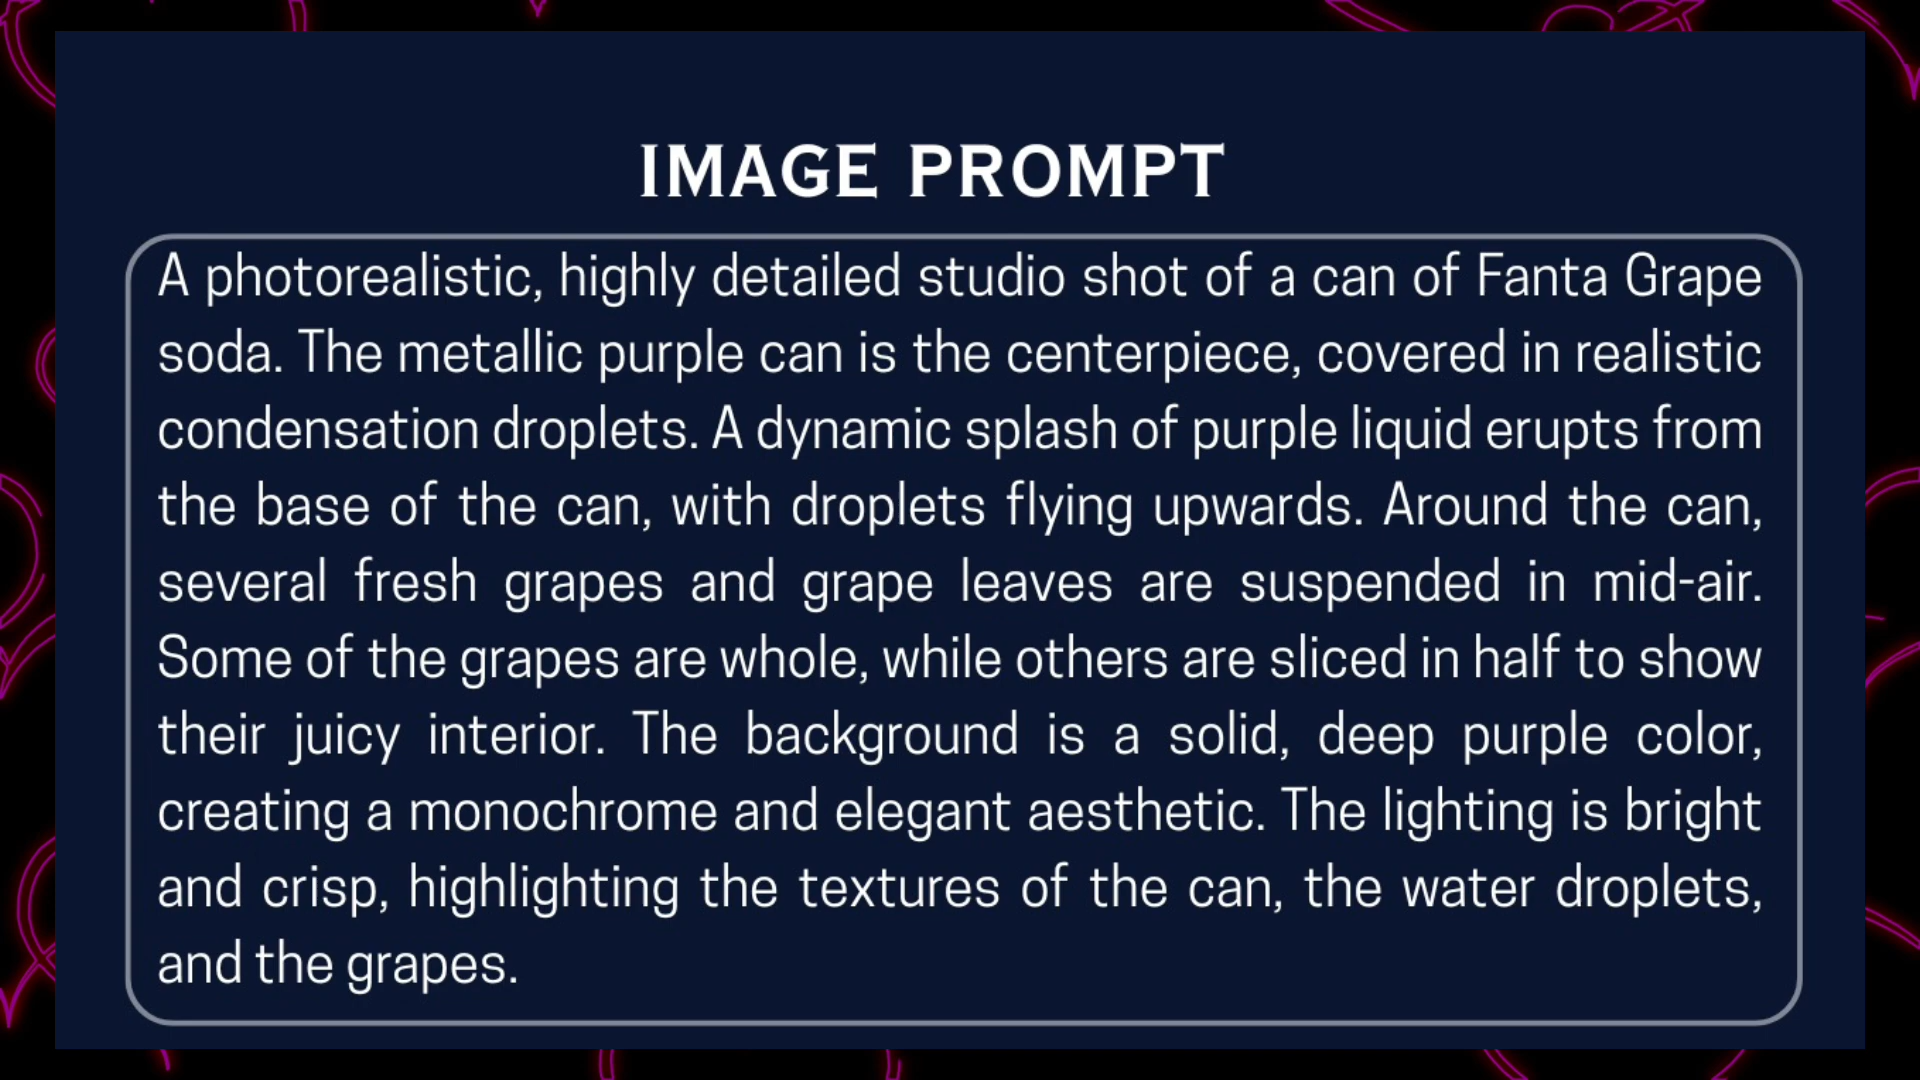 IMAGE PROMPT
A photorealistic, highly detailed studio shot of a can of Fanta Grape
soda. The metallic purple can is the centerpiece, covered in realistic
condensation droplets. A dynamic splash of purple liquid erupts from
the base of the can, with droplets flying upwards. Around the can,
several fresh grapes and grape leaves are suspended in mid-air.
Some of the grapes are whole, while others are sliced in half to show
their juicy interior. The background is a solid, deep purple color,
creating a monochrome and elegant aesthetic. The lighting is bright
and crisp, highlighting the textures of the can, the water droplets,
and the grapes.